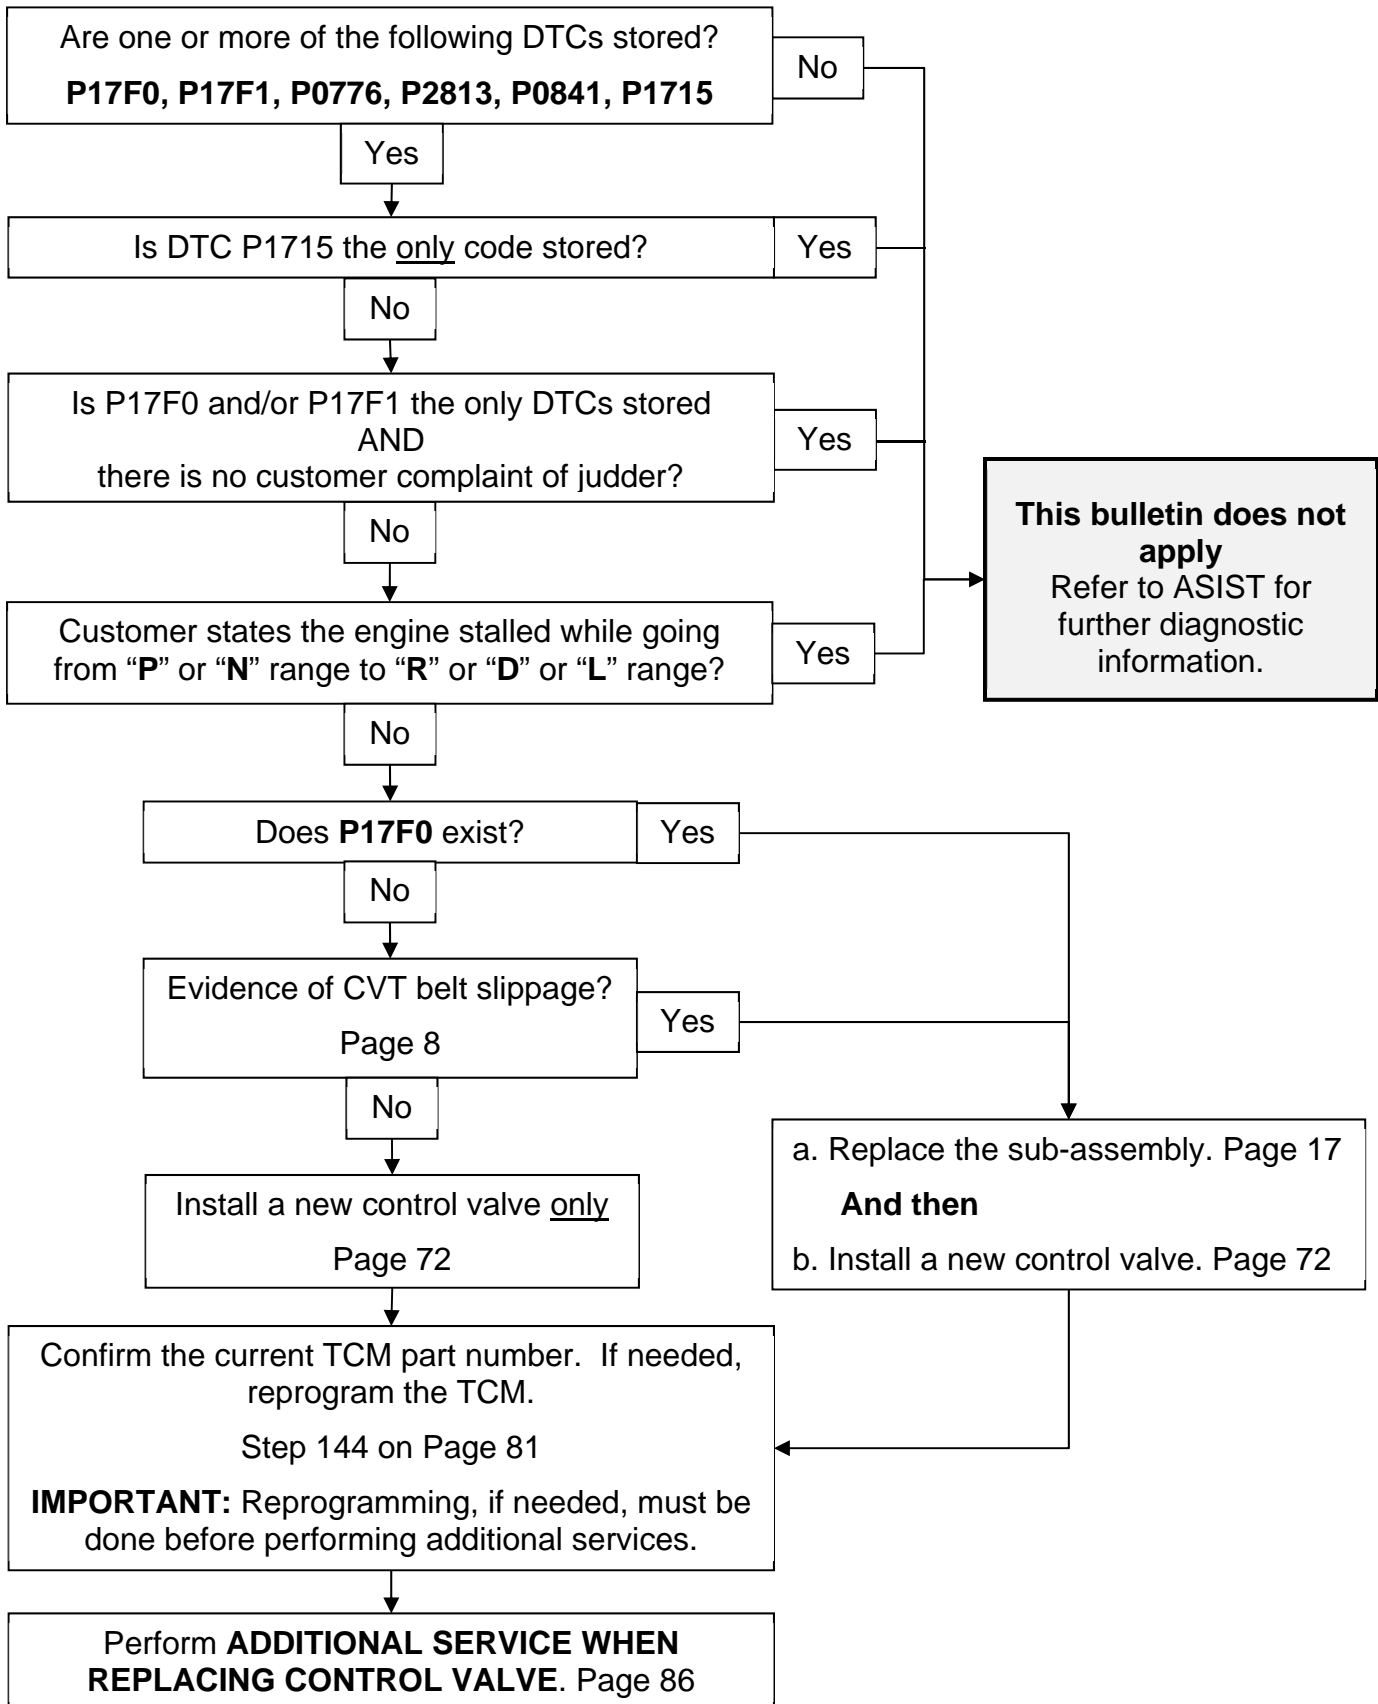 Are one or more of the following DTCs stored?
P17F0, P17F1, P0776, P2813, P0841, P1715
No
Yes
Is DTC P1715 the only code stored?
Yes
No
Is P17F0 and/or P17F1 the only DTCs stored
AND
there is no customer complaint of judder?
Yes
No
This bulletin does not
apply
Refer to ASIST for
further diagnostic
information.
Customer states the engine stalled while going
from “P” or “N” range to “R” or “D” or “L” range?
Yes
No
Does P17F0 exist?
Yes
No
Evidence of CVT belt slippage?
Page 8
Yes
No
a. Replace the sub-assembly. Page 17
And then
b. Install a new control valve. Page 72
Install a new control valve only
Page 72
Confirm the current TCM part number.  If needed,
reprogram the TCM.
Step 144 on Page 81
IMPORTANT: Reprogramming, if needed, must be
done before performing additional services.
Perform ADDITIONAL SERVICE WHEN
REPLACING CONTROL VALVE. Page 86